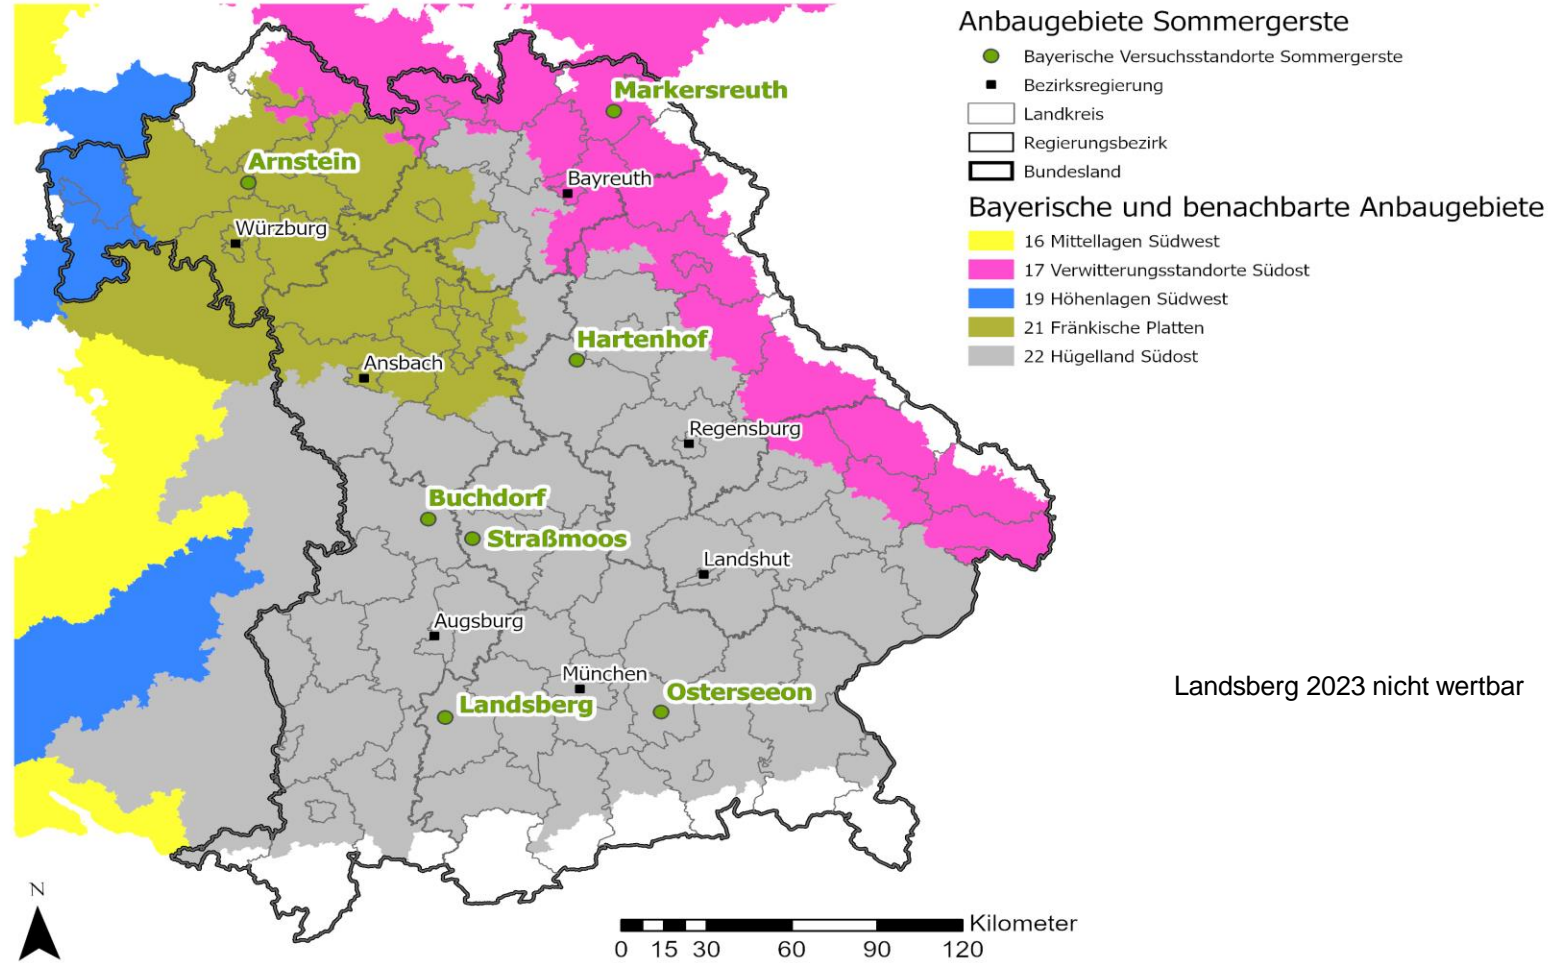 Anbaugebiete Sommergerste
Bayerische Versuchsstandorte Sommergerste
Bezirksregierung
Landkreis
Regierungsbezirk
Bundesland
Bayerische und benachbarte Anbaugebiete
16 Mittellagen Südwest
17 Verwitterungsstandorte Südost
19 Höhenlagen Südwest
21 Fränkische Platten
22 Hügelland Südost
Markersreuth
Arnstein
Bayreuth
Würzburg
Hartenhof
Ansbach
Regensburg
Buchdorf
Straßmoos
Landshut
Augsburg
München
Osterseeon
Landsberg
Landsberg 2023 nicht wertbar
N
Kilometer
0 15 30 60 90 120